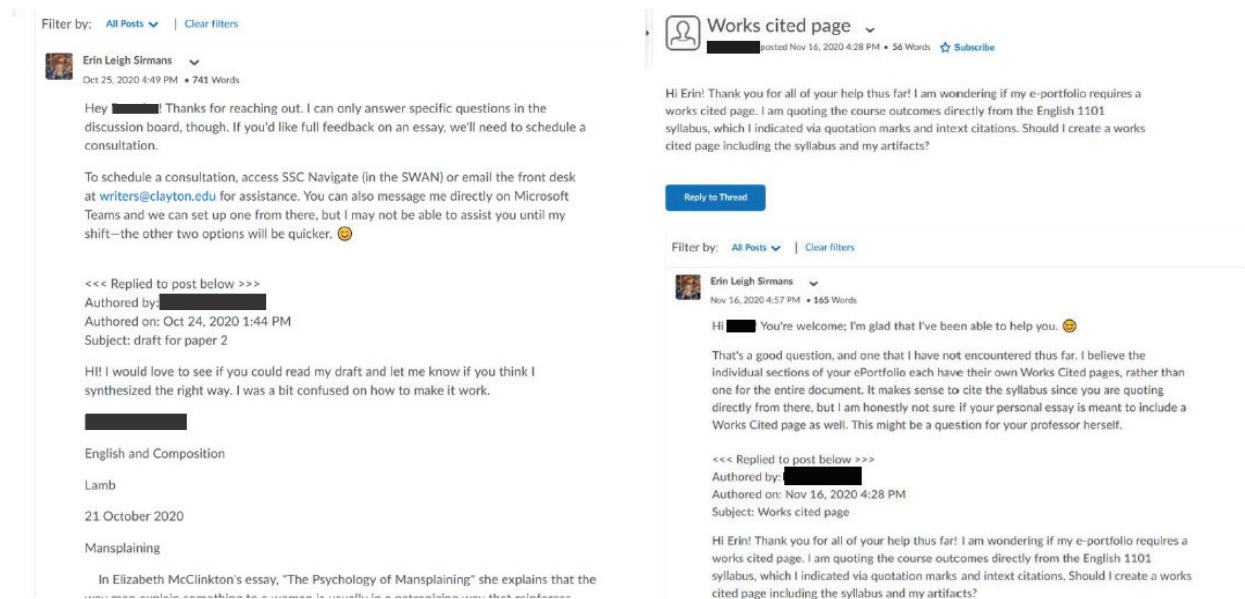 Filter by: All Posts | Clear filters
Erin Leigh Sirmans
Oct 25, 2020 4:49 PM • 741 Words
Hey ! Thanks for reaching out. I can only answer specific questions in the
discussion board, though. If you'd like full feedback on an essay, we'll need to schedule a
consultation.
To schedule a consultation, access SSC Navigate (in the SWAN) or email the front desk
at writers@clayton.edu for assistance. You can also message me directly on Microsoft
Teams and we can set up one from there, but I may not be able to assist you until my
shift—the other two options will be quicker. 😊
<<< Replied to post below >>>
Authored by:
Authored on: Oct 24, 2020 1:44 PM
Subject: draft for paper 2
HI! I would love to see if you could read my draft and let me know if you think I
synthesized the right way. I was a bit confused on how to make it work.
English and Composition
Lamb
21 October 2020
Mansplaining
In Elizabeth McClinkton's essay, "The Psychology of Mansplaining" she explains that the
way men explain something to a woman is usually in a patronizing way that reinforces
Works cited page
posted Nov 16, 2020 4:28 PM • 56 Words Subscribe
Hi Erin! Thank you for all of your help thus far! I am wondering if my e-portfolio requires a
works cited page. I am quoting the course outcomes directly from the English 1101
syllabus, which I indicated via quotation marks and intext citations. Should I create a works
cited page including the syllabus and my artifacts?
Reply to Thread
Filter by: All Posts | Clear filters
Erin Leigh Sirmans
Nov 16, 2020 4:57 PM • 165 Words
Hi ! You're welcome; I'm glad that I've been able to help you. 😊
That's a good question, and one that I have not encountered thus far. I believe the
individual sections of your ePortfolio each have their own Works Cited pages, rather than
one for the entire document. It makes sense to cite the syllabus since you are quoting
directly from there, but I am honestly not sure if your personal essay is meant to include a
Works Cited page as well. This might be a question for your professor herself.
<<< Replied to post below >>>
Authored by:
Authored on: Nov 16, 2020 4:28 PM
Subject: Works cited page
Hi Erin! Thank you for all of your help thus far! I am wondering if my e-portfolio requires a
works cited page. I am quoting the course outcomes directly from the English 1101
syllabus, which I indicated via quotation marks and intext citations. Should I create a works
cited page including the syllabus and my artifacts?